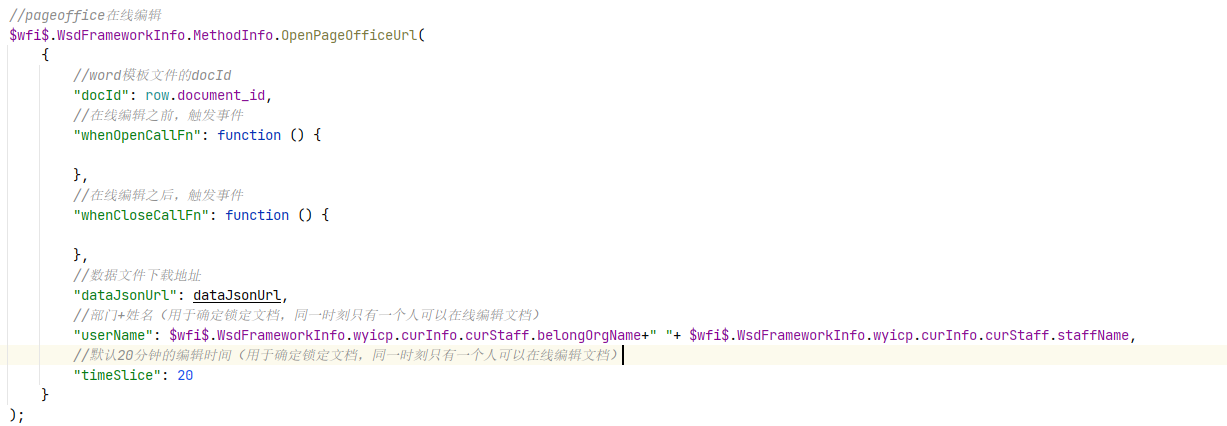 //pageoffice在线编辑
$wfi$.WsdFrameworkInfo.MethodInfo.OpenPageOfficeUrl(
{
//word模板文件的docId
"docId": row.document_id,
//在线编辑之前，触发事件
"whenOpenCallFn": function () {
},
//在线编辑之后，触发事件
"whenCloseCallFn": function () {
},
//数据文件下载地址
"dataJsonUrl": dataJsonUrl,
//部门+姓名（用于确定锁定文档，同一时刻只有一个人可以在线编辑文档）
"userName": $wfi$.WsdFrameworkInfo.wyicp.curInfo.curStaff.belongOrgName+" "+ $wfi$.WsdFrameworkInfo.wyicp.curInfo.curStaff.staffName,
//默认20分钟的编辑时间（用于确定锁定文档，同一时刻只有一个人可以在线编辑文档）
"timeSlice": 20
}
);